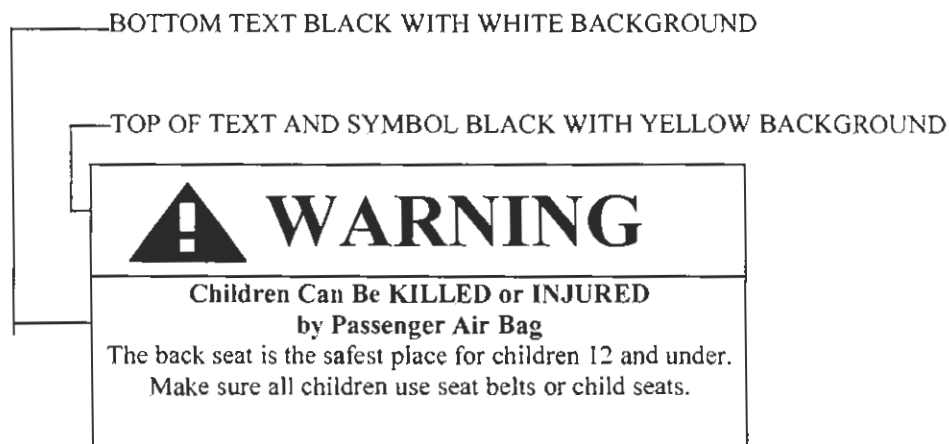 BOTTOM TEXT BLACK WITH WHITE BACKGROUND
TOP OF TEXT AND SYMBOL BLACK WITH YELLOW BACKGROUND
WARNING
Children Can Be KILLED or INJURED
by Passenger Air Bag
The back seat is the safest place for children 12 and under.
Make sure all children use seat belts or child seats.